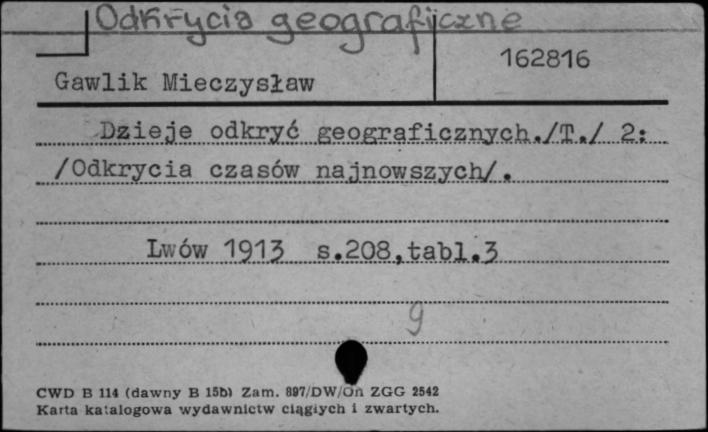 Odkrycia geograficzne
162816
Gawlik Mieczysław
Dzieje odkryć geograficznych./T./ 2:
/Odkrycia czasów najnowszych/.
Lwów 1913 s.208,tabl.3
9
CWD B 114 (dawny B 15b) Zam. 897/DW/On ZGG 2542
Karta katalogowa wydawnictw ciągłych i zwartych.